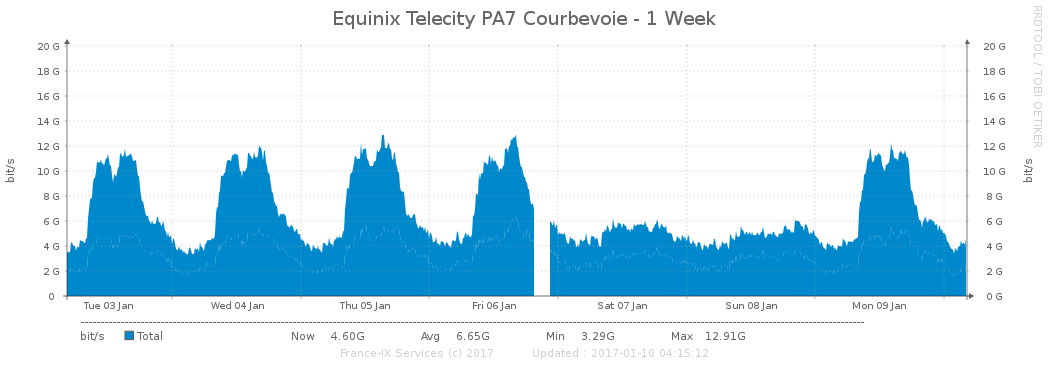 Equinix Telecity PA7 Courbevoie - 1 Week
RRDTOOL / TOBI OETIKER
bit/s
20 G 20 G
18 G 18 G
16 G 16 G
14 G 14 G
12 G 12 G
10 G 10 G
8 G 8 G
6 G 6 G
4 G 4 G
2 G 2 G
0 0 G
bit/s
Tue 03 Jan Wed 04 Jan Thu 05 Jan Fri 06 Jan Sat 07 Jan Sun 08 Jan Mon 09 Jan
bit/s Total Now 4.60G Avg 6.65G Min 3.29G Max 12.91G
France-IX Services (c) 2017 Updated : 2017-01-10 04:15:12